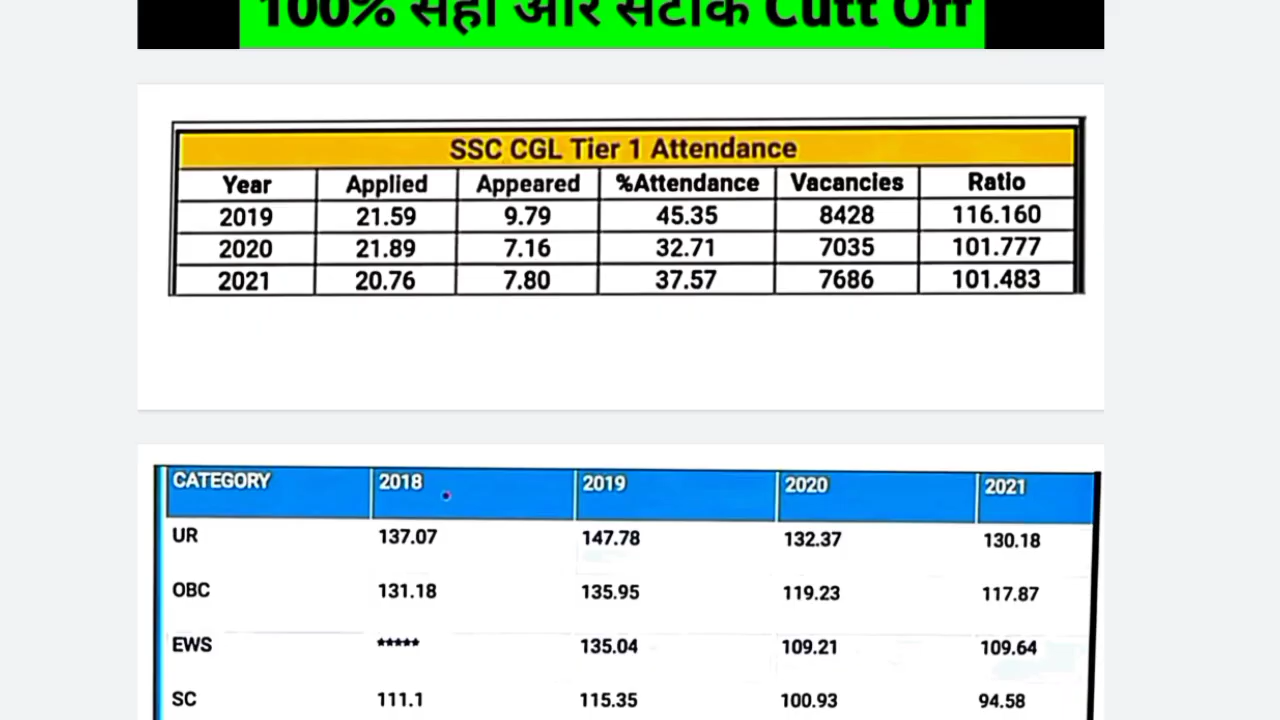 100% सही और सटीक Cutt Off
SSC CGL Tier 1 Attendance
Year Applied Appeared %Attendance Vacancies Ratio
2019 21.59 9.79 45.35 8428 116.160
2020 21.89 7.16 32.71 7035 101.777
2021 20.76 7.80 37.57 7686 101.483
CATEGORY 2018 2019 2020 2021
UR 137.07 147.78 132.37 130.18
OBC 131.18 135.95 119.23 117.87
EWS ***** 135.04 109.21 109.64
SC 111.1 115.35 100.93 94.58